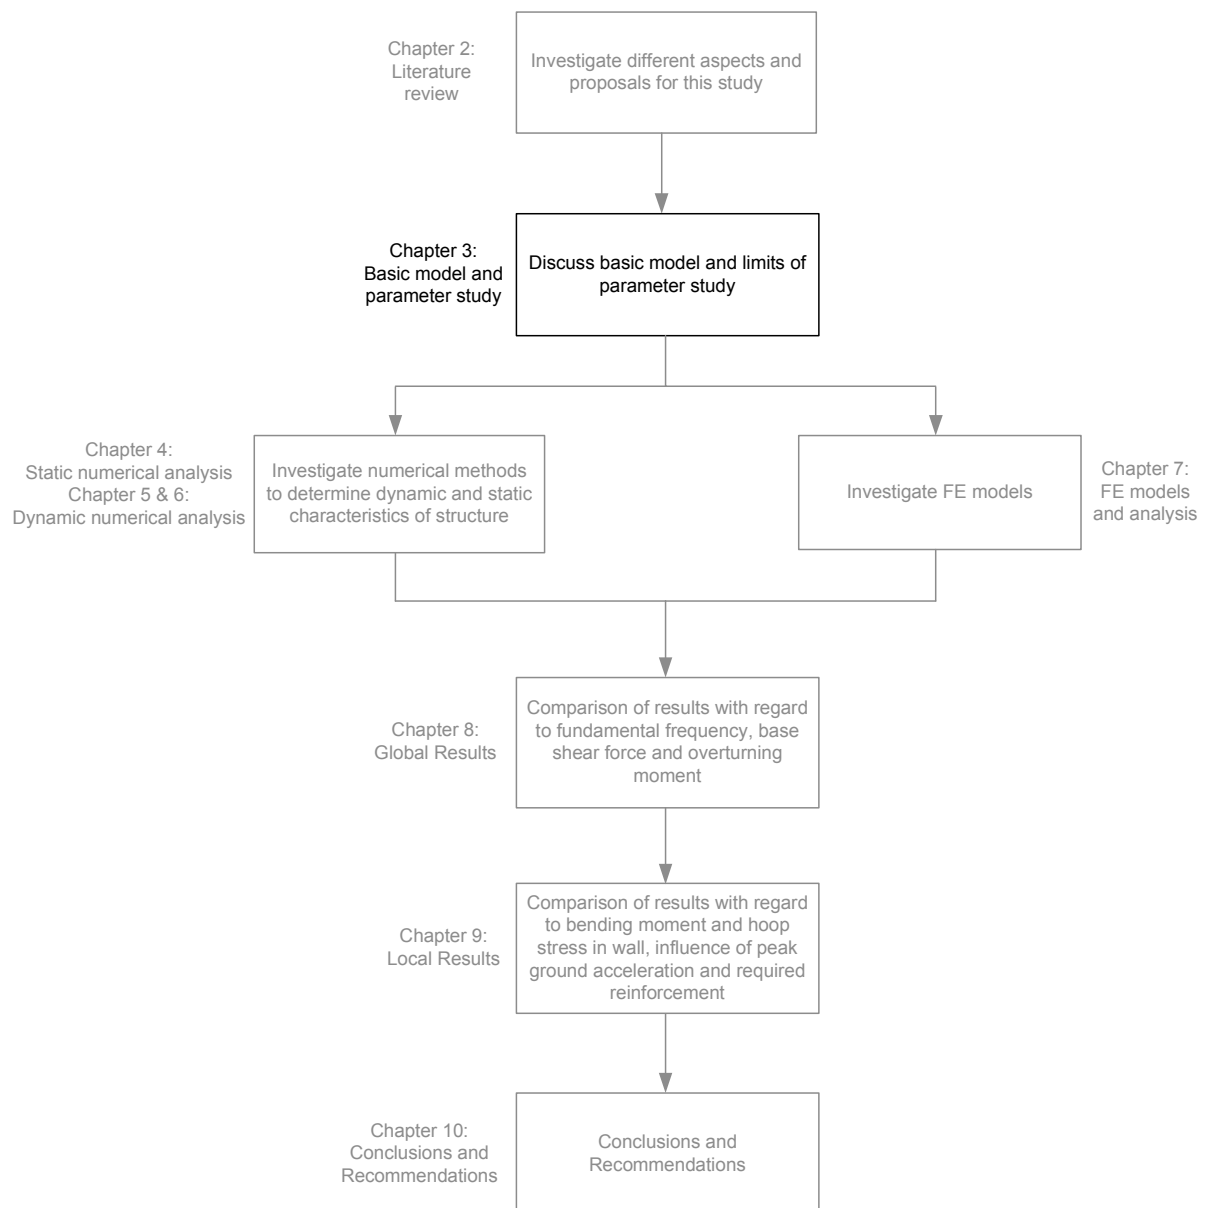 Chapter 2:
Literature
review
Investigate different aspects and
proposals for this study
Chapter 3:
Basic model and
parameter study
Discuss basic model and limits of
parameter study
Chapter 4:
Static numerical analysis
Chapter 5 & 6:
Dynamic numerical analysis
Investigate numerical methods
to determine dynamic and static
characteristics of structure
Investigate FE models
Chapter 7:
FE models
and analysis
Chapter 8:
Global Results
Comparison of results with regard
to fundamental frequency, base
shear force and overturning
moment
Chapter 9:
Local Results
Comparison of results with regard
to bending moment and hoop
stress in wall, influence of peak
ground acceleration and required
reinforcement
Chapter 10:
Conclusions and
Recommendations
Conclusions and
Recommendations